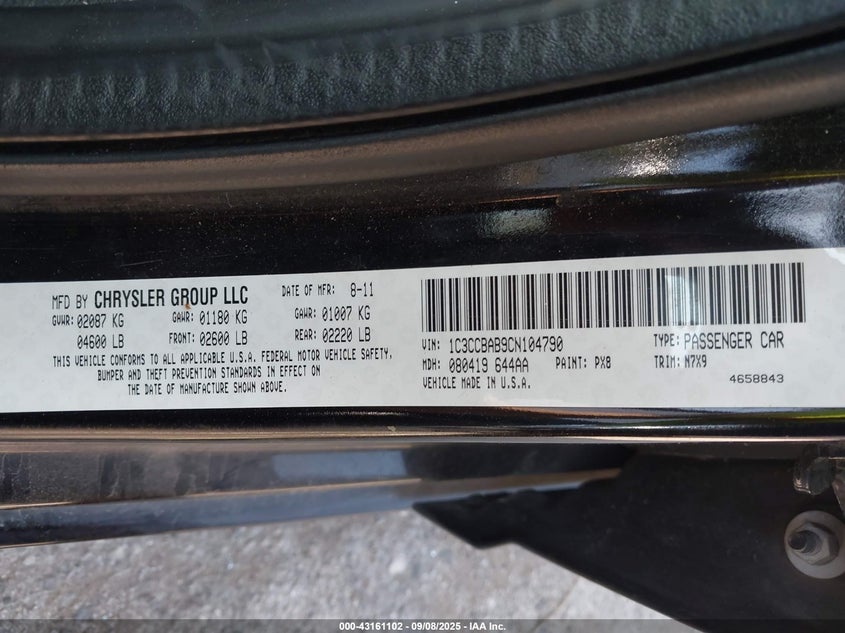 MFD BY CHRYSLER GROUP LLC DATE OF MFR: 8-11
GVWR: 02087 KG GAWR: 01180 KG GAWR: 01007 KG
04600 LB FRONT: 02600 LB REAR: 02220 LB
THIS VEHICLE CONFORMS TO ALL APPLICABLE U.S.A. FEDERAL MOTOR VEHICLE SAFETY,
BUMPER AND THEFT PREVENTION STANDARDS IN EFFECT ON
THE DATE OF MANUFACTURE SHOWN ABOVE.
VIN: 1C3CCBAB9CN104790 TYPE: PASSENGER CAR
MDH: 080419 644AA PAINT: PX8 TRIM: N7X9
VEHICLE MADE IN U.S.A. 4658843
000-43161102 - 09/08/2025 - IAA Holdings, LLC.